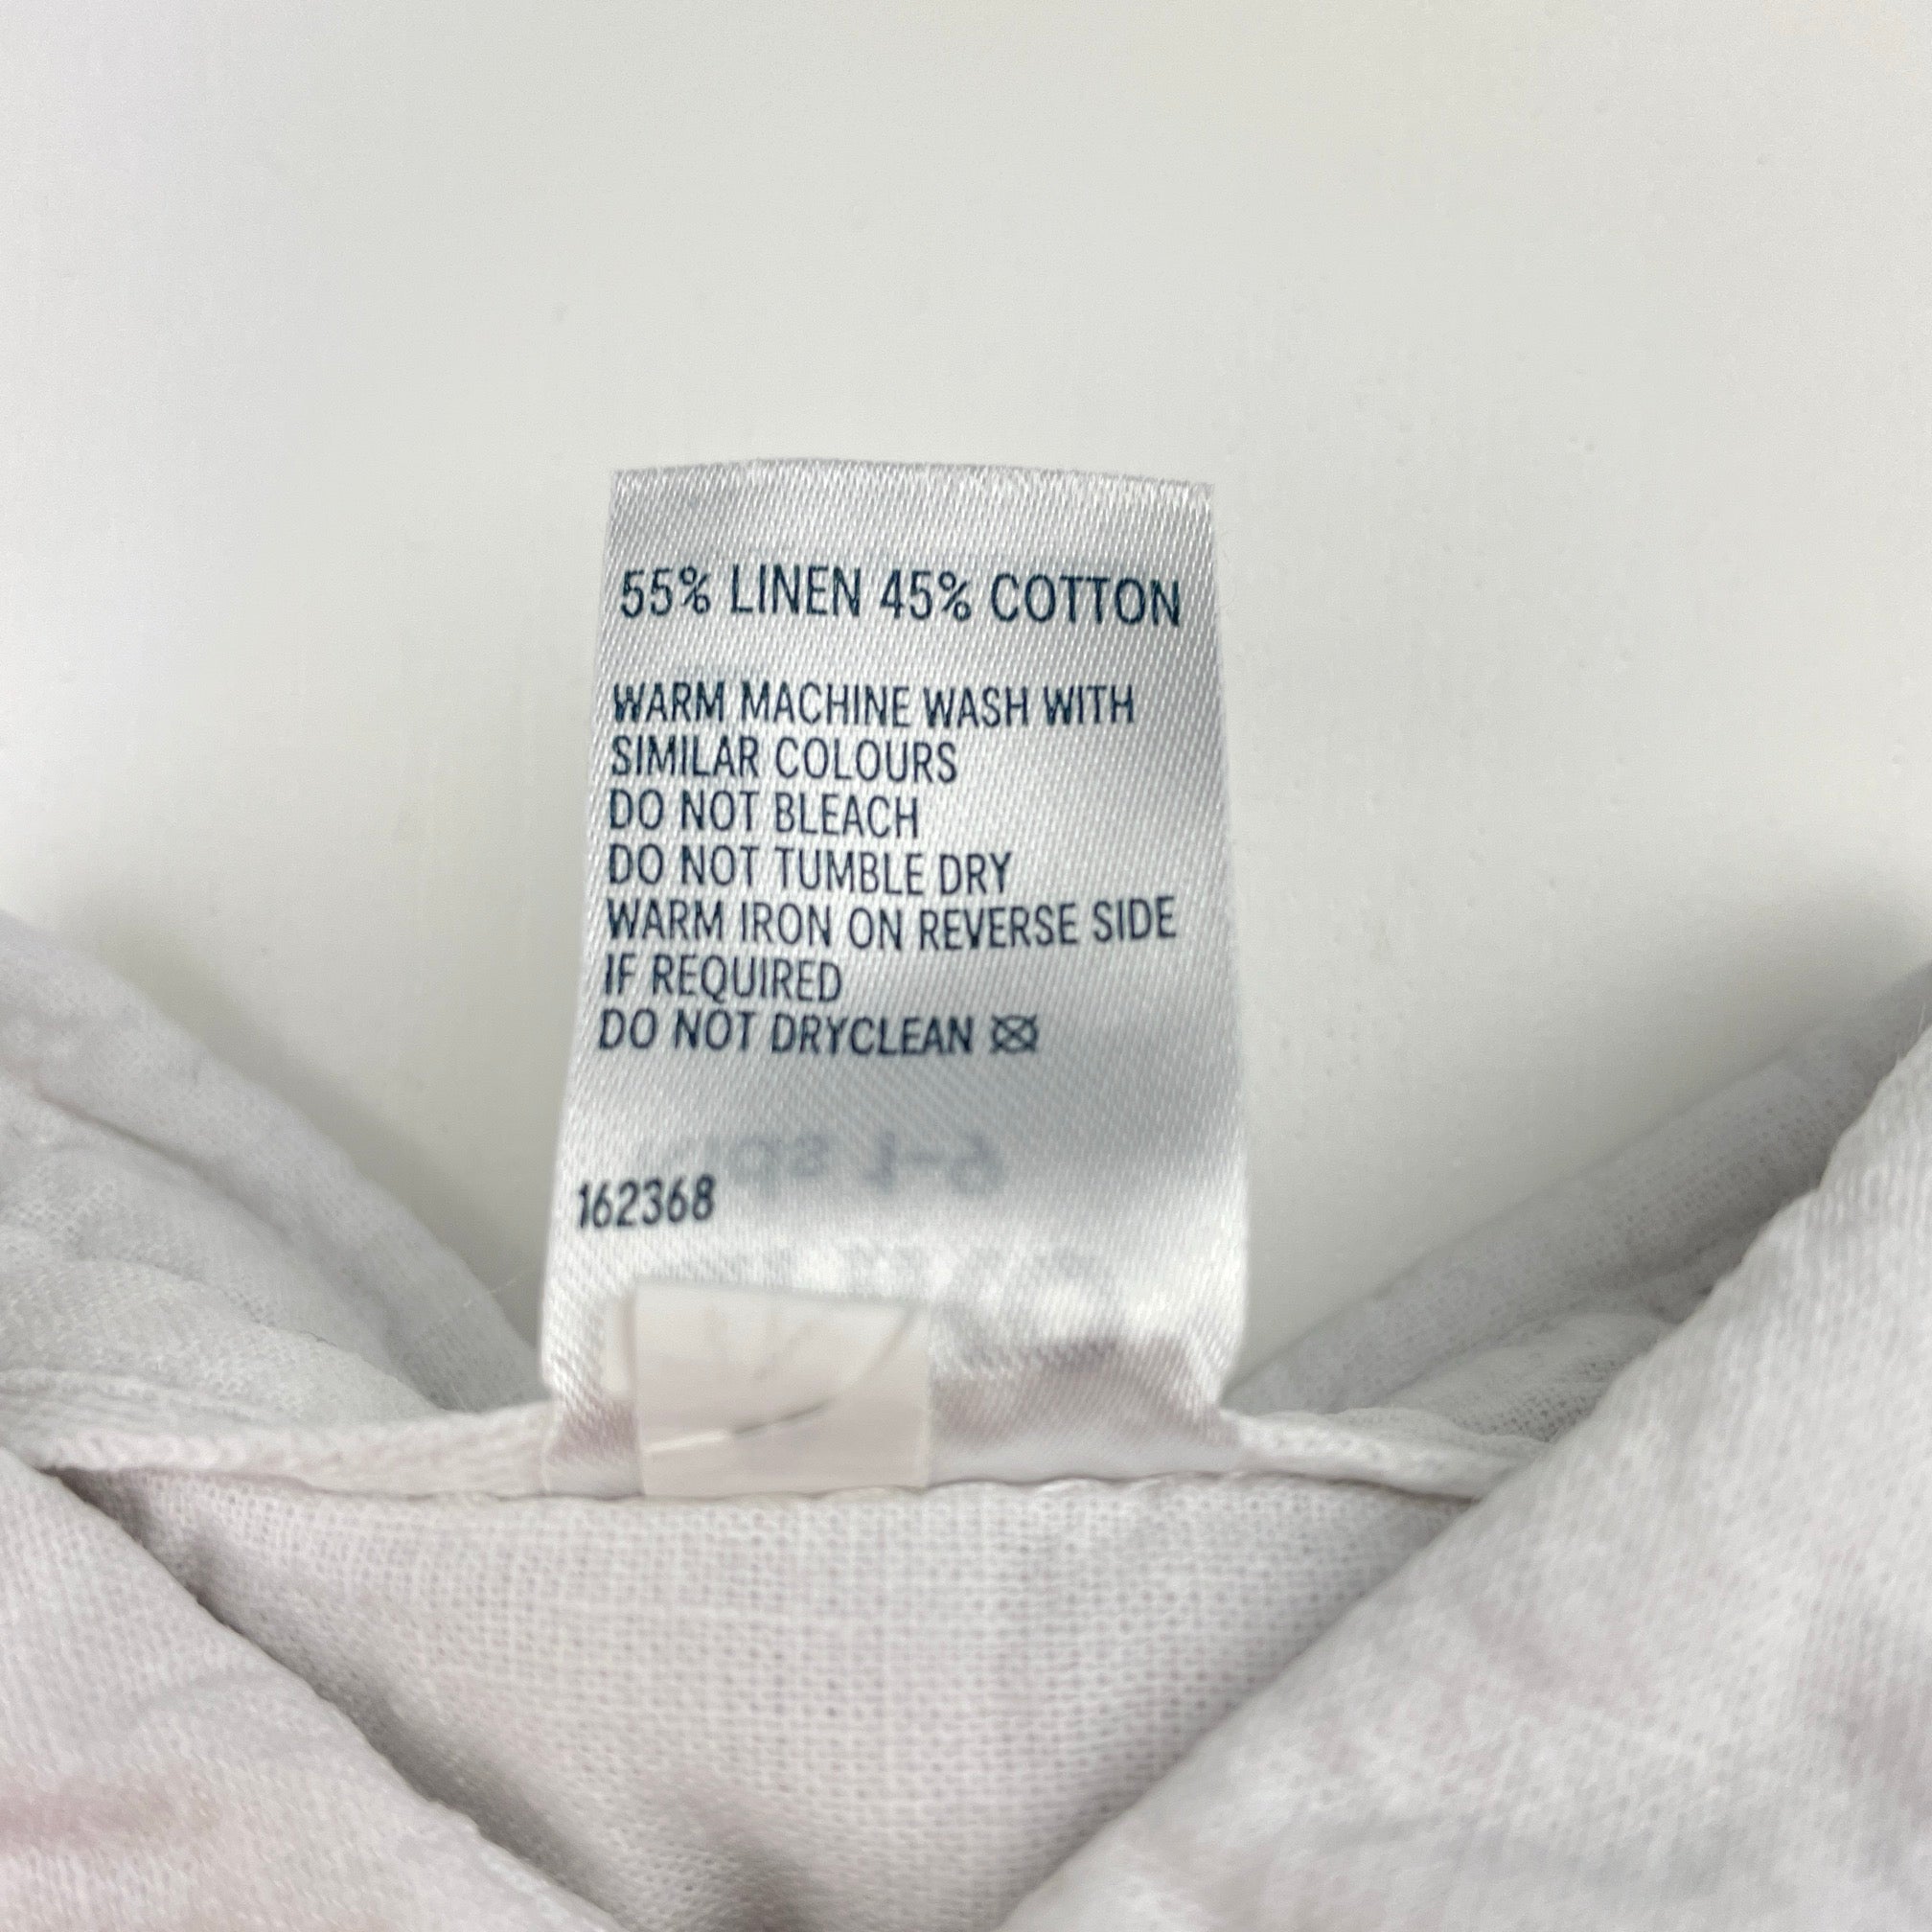 55% LINEN 45% COTTON
WARM MACHINE WASH WITH
SIMILAR COLOURS
DO NOT BLEACH
DO NOT TUMBLE DRY
WARM IRON ON REVERSE SIDE
IF REQUIRED
DO NOT DRYCLEAN
162368